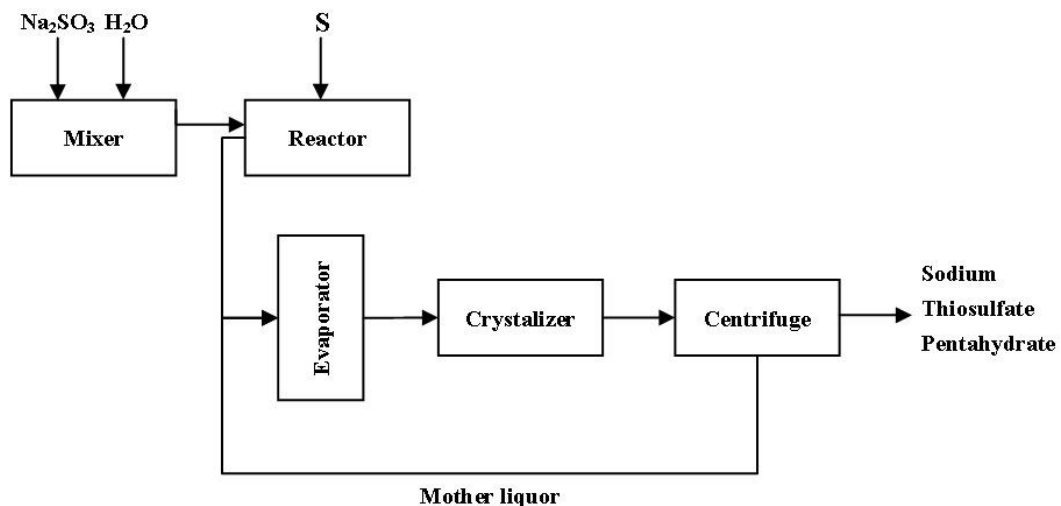 Na₂SO₃ H₂O
S
Mixer
Reactor
Evaporator
Crystalizer
Centrifuge
Sodium
Thiosulfate
Pentahydrate
Mother liquor